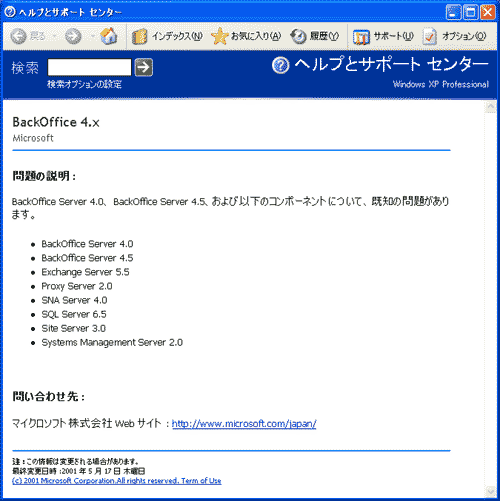 ヘルプとサポート センター
戻る インデックス(N) お気に入り(A) 履歴(Y) サポート(U) オプション(O)
検索 ヘルプとサポート センター
検索オプションの設定 Windows XP Professional
BackOffice 4.x
Microsoft
問題の説明 :
BackOffice Server 4.0、 BackOffice Server 4.5、および以下のコンポーネントについて、既知の問題があり
ます。
• BackOffice Server 4.0
• BackOffice Server 4.5
• Exchange Server 5.5
• Proxy Server 2.0
• SNA Server 4.0
• SQL Server 6.5
• Site Server 3.0
• Systems Management Server 2.0
問い合わせ先 :
マイクロソフト株式会社 Web サイト : http://www.microsoft.com/japan/
注 : この情報は変更される場合があります。
最終変更日時 :2001 年 5 月 17 日 木曜日
(c) 2001 Microsoft Corporation.All rights reserved. Term of Use